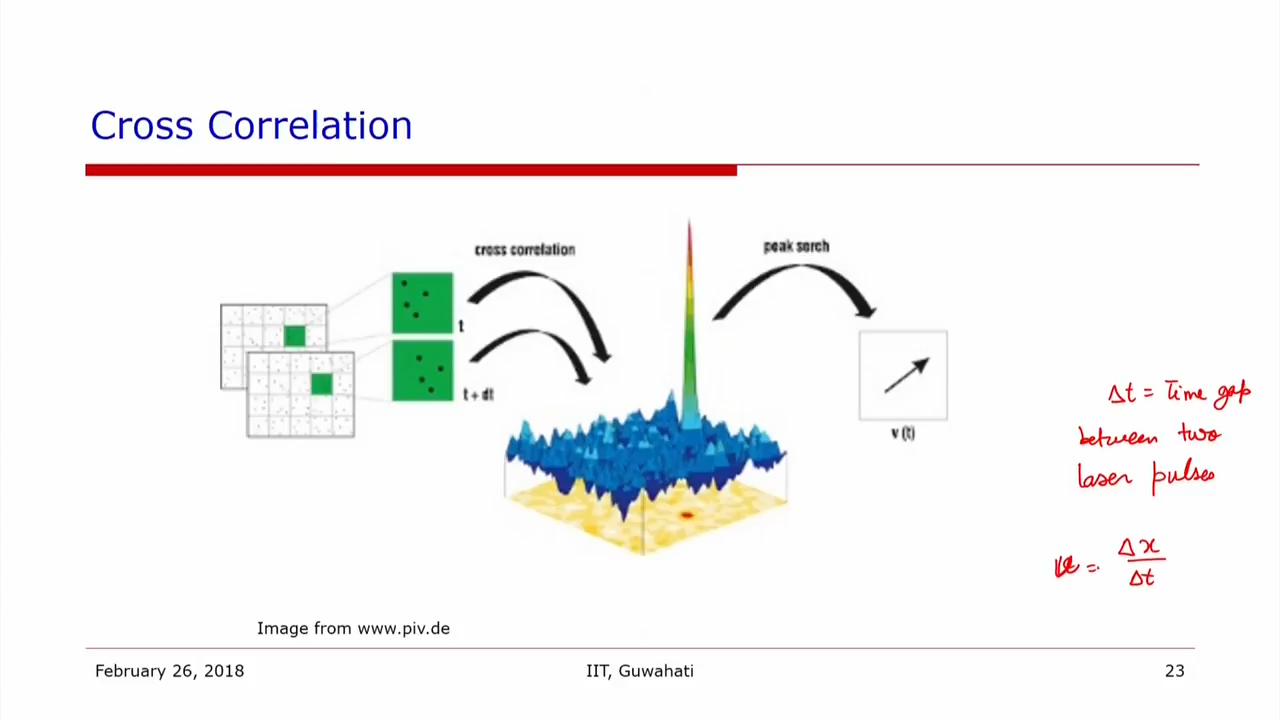 Cross Correlation
cross correlation
peak serch
t
t + dt
v (t)
Δt = Time gap
between two
laser pulses
= Δx
Δt
Image from www.piv.de
February 26, 2018
IIT, Guwahati
23